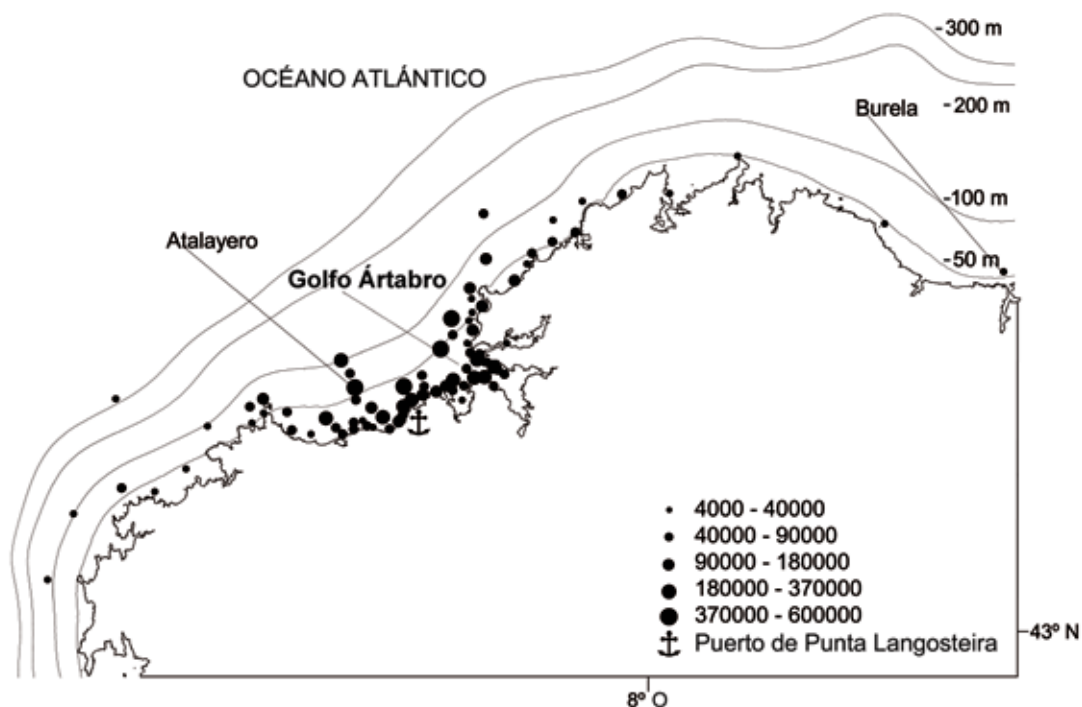 -300 m
OCÉANO ATLÁNTICO
-200 m
Burela
-100 m
Atalayero
-50 m
Golfo Ártabro
4000 - 40000
40000 - 90000
90000 - 180000
180000 - 370000
370000 - 600000
Puerto de Punta Langosteira
43º N
8º O